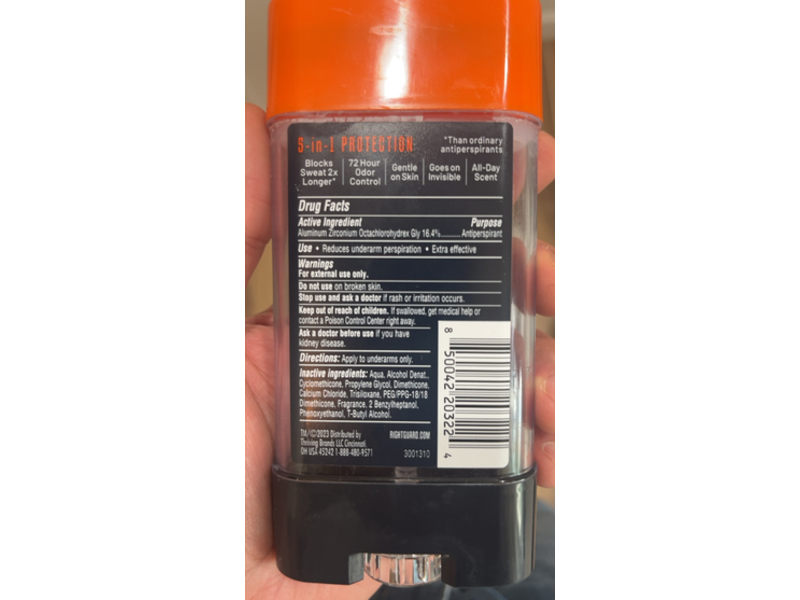 5-in-1 PROTECTION
*Than ordinary
antiperspirants
Blocks
Sweat 2x
Longer*
72 Hour
Odor
Control
Gentle
on Skin
Goes on
Invisible
All-Day
Scent
Drug Facts
Active Ingredient Purpose
Aluminum Zirconium Octachlorohydrex Gly 16.4%.......... Antiperspirant
Use • Reduces underarm perspiration • Extra effective
Warnings
For external use only.
Do not use on broken skin.
Stop use and ask a doctor if rash or irritation occurs.
Keep out of reach of children. If swallowed, get medical help or
contact a Poison Control Center right away.
Ask a doctor before use if you have
kidney disease.
Directions: Apply to underarms only.
Inactive ingredients: Aqua, Alcohol Denat.,
Cyclomethicone, Propylene Glycol, Dimethicone,
Calcium Chloride, Trisiloxane, PEG/PPG-18/18
Dimethicone, Fragrance, 2 Benzylheptanol,
Phenoxyethanol, T-Butyl Alcohol.
TM/(C)2023 Distributed by
Thriving Brands LLC Cincinnati
OH USA 45242 1-888-480-9571
RIGHTGUARD.COM
3001310
8 50042 20322 4